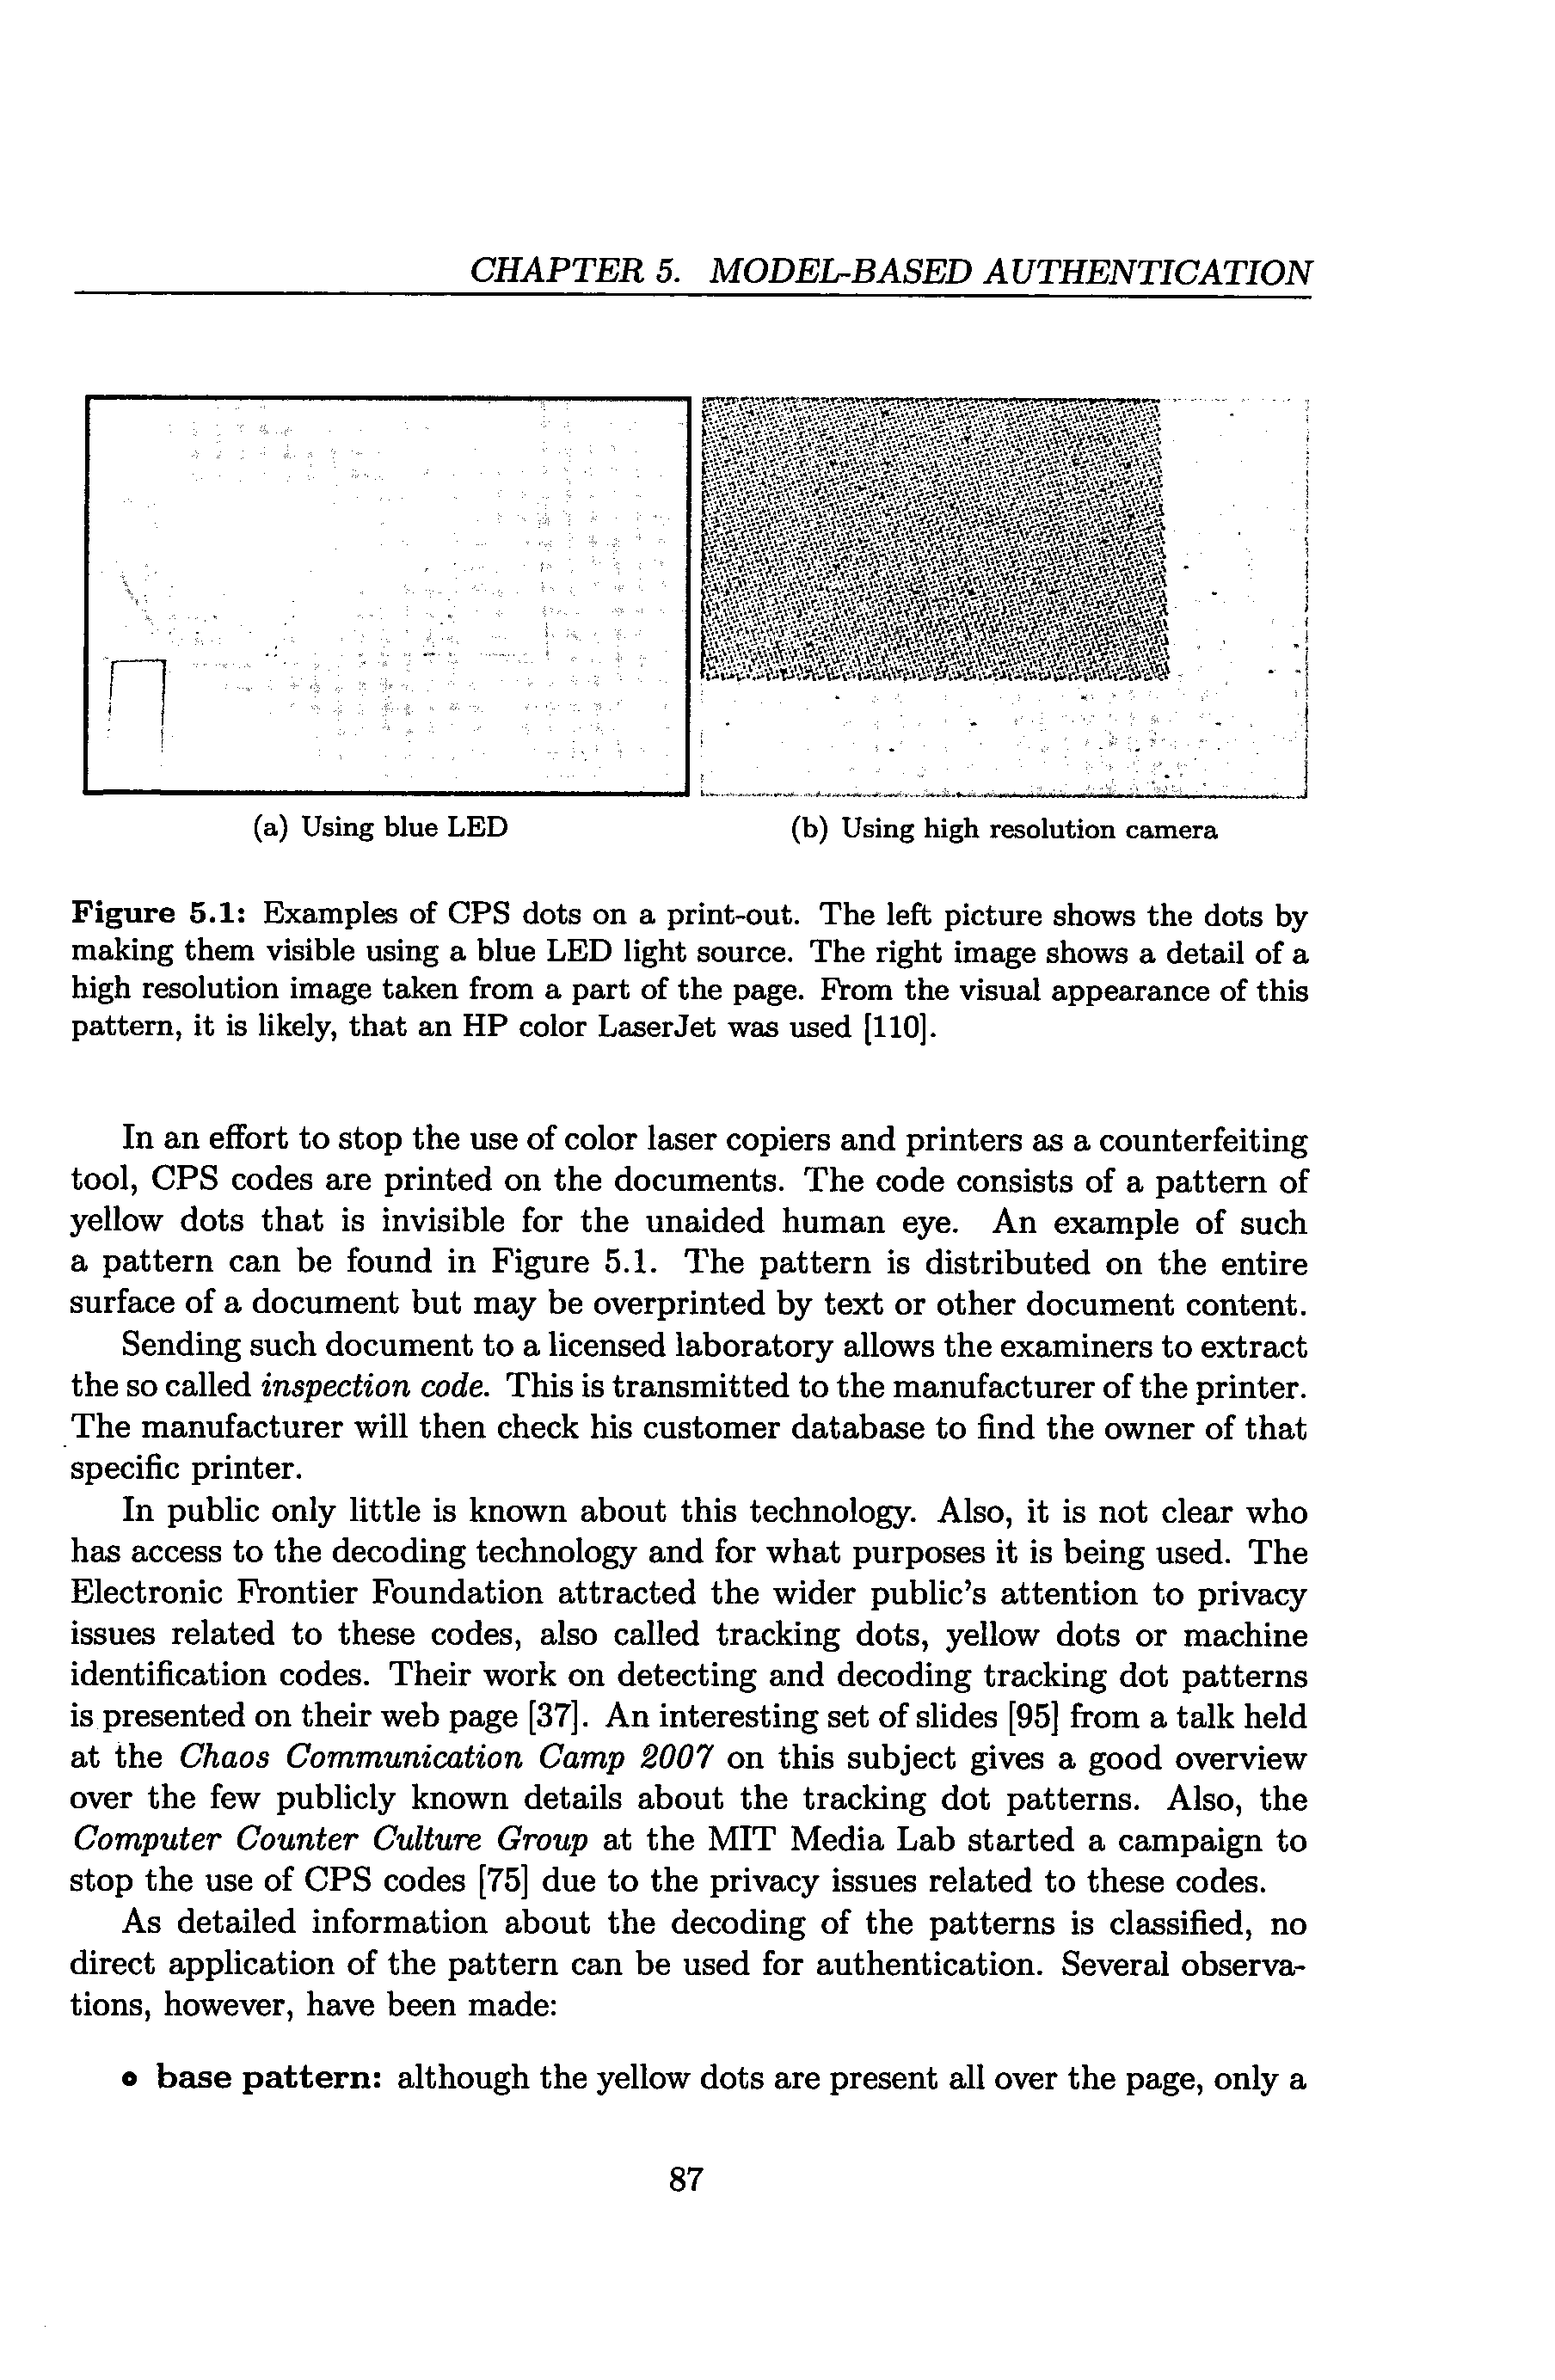 CHAPTER 5. MODEL-BASED AUTHENTICATION
(a) Using blue LED
(b) Using high resolution camera
Figure 5.1: Examples of CPS dots on a print-out. The left picture shows the dots by
making them visible using a blue LED light source. The right image shows a detail of a
high resolution image taken from a part of the page. From the visual appearance of this
pattern, it is likely, that an HP color LaserJet was used [110].
In an effort to stop the use of color laser copiers and printers as a counterfeiting
tool, CPS codes are printed on the documents. The code consists of a pattern of
yellow dots that is invisible for the unaided human eye. An example of such
a pattern can be found in Figure 5.1. The pattern is distributed on the entire
surface of a document but may be overprinted by text or other document content.
Sending such document to a licensed laboratory allows the examiners to extract
the so called inspection code. This is transmitted to the manufacturer of the printer.
The manufacturer will then check his customer database to find the owner of that
specific printer.
In public only little is known about this technology. Also, it is not clear who
has access to the decoding technology and for what purposes it is being used. The
Electronic Frontier Foundation attracted the wider public's attention to privacy
issues related to these codes, also called tracking dots, yellow dots or machine
identification codes. Their work on detecting and decoding tracking dot patterns
is presented on their web page [37]. An interesting set of slides [95] from a talk held
at the Chaos Communication Camp 2007 on this subject gives a good overview
over the few publicly known details about the tracking dot patterns. Also, the
Computer Counter Culture Group at the MIT Media Lab started a campaign to
stop the use of CPS codes [75] due to the privacy issues related to these codes.
As detailed information about the decoding of the patterns is classified, no
direct application of the pattern can be used for authentication. Several observa-
tions, however, have been made:
• base pattern: although the yellow dots are present all over the page, only a
87